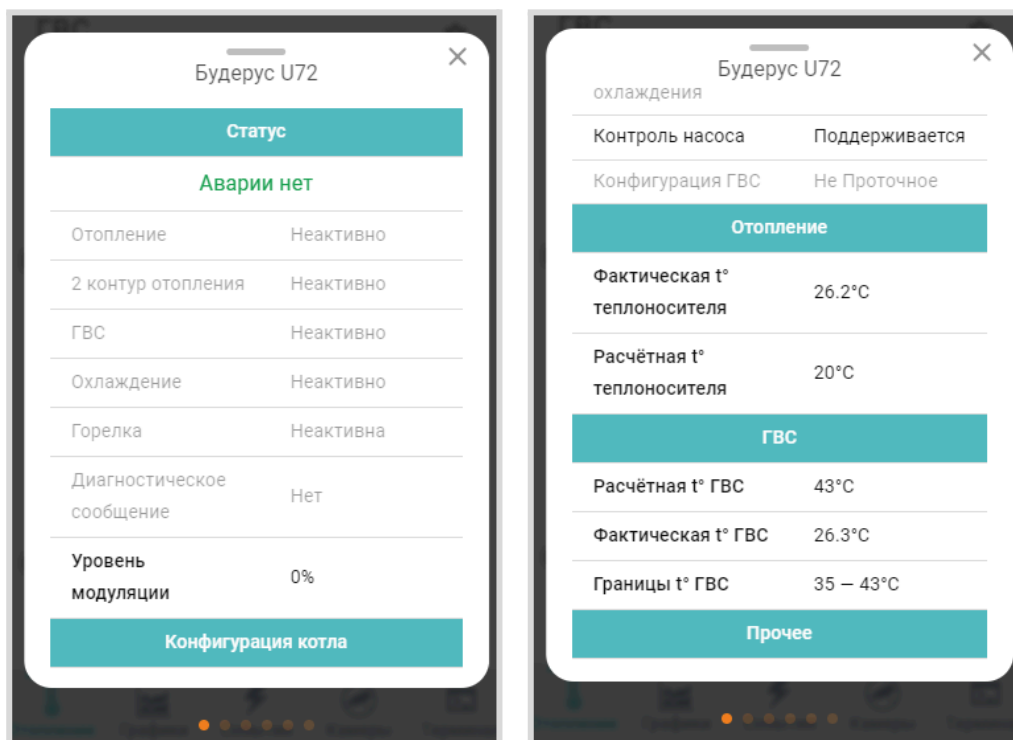 ГВС
Будерус U72
Статус
Аварии нет
Отопление Неактивно
2 контур отопления Неактивно
ГВС Неактивно
Охлаждение Неактивно
Горелка Неактивна
Диагностическое
сообщение Нет
Уровень
модуляции 0%
Конфигурация котла
ГВС
Будерус U72
охлаждения
Контроль насоса Поддерживается
Конфигурация ГВС Не Проточное
Отопление
Фактическая t°
теплоносителя 26.2°C
Расчётная t°
теплоносителя 20°C
ГВС
Расчётная t° ГВС 43°C
Фактическая t° ГВС 26.3°C
Границы t° ГВС 35 — 43°C
Прочее